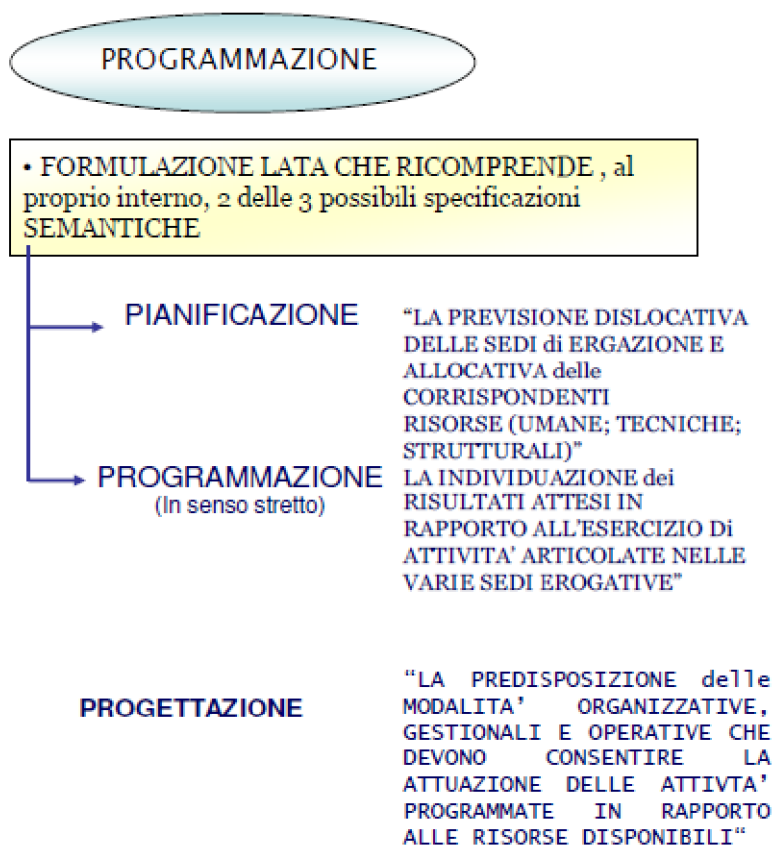 PROGRAMMAZIONE
• FORMULAZIONE LATA CHE RICOMPRENDE , al
proprio interno, 2 delle 3 possibili specificazioni
SEMANTICHE
PIANIFICAZIONE
“LA PREVISIONE DISLOCATIVA
DELLE SEDI di ERGAZIONE E
ALLOCATIVA delle
CORRISPONDENTI
RISORSE (UMANE; TECNICHE;
STRUTTURALI)”
PROGRAMMAZIONE
(In senso stretto)
LA INDIVIDUAZIONE dei
RISULTATI ATTESI IN
RAPPORTO ALL’ESERCIZIO Di
ATTIVITA’ ARTICOLATE NELLE
VARIE SEDI EROGATIVE”
PROGETTAZIONE
“LA PREDISPOSIZIONE delle
MODALITA’ ORGANIZZATIVE,
GESTIONALI E OPERATIVE CHE
DEVONO CONSENTIRE LA
ATTUAZIONE DELLE ATTIVTA’
PROGRAMMATE IN RAPPORTO
ALLE RISORSE DISPONIBILI“